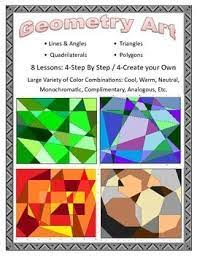 Geometry Art
• Lines & Angles • Triangles
• Quadrilaterals • Polygons
8 Lessons: 4-Step By Step / 4-Create your Own
Large Variety of Color Combinations: Cool, Warm, Neutral,
Monochromatic, Complimentary, Analogous, Etc.